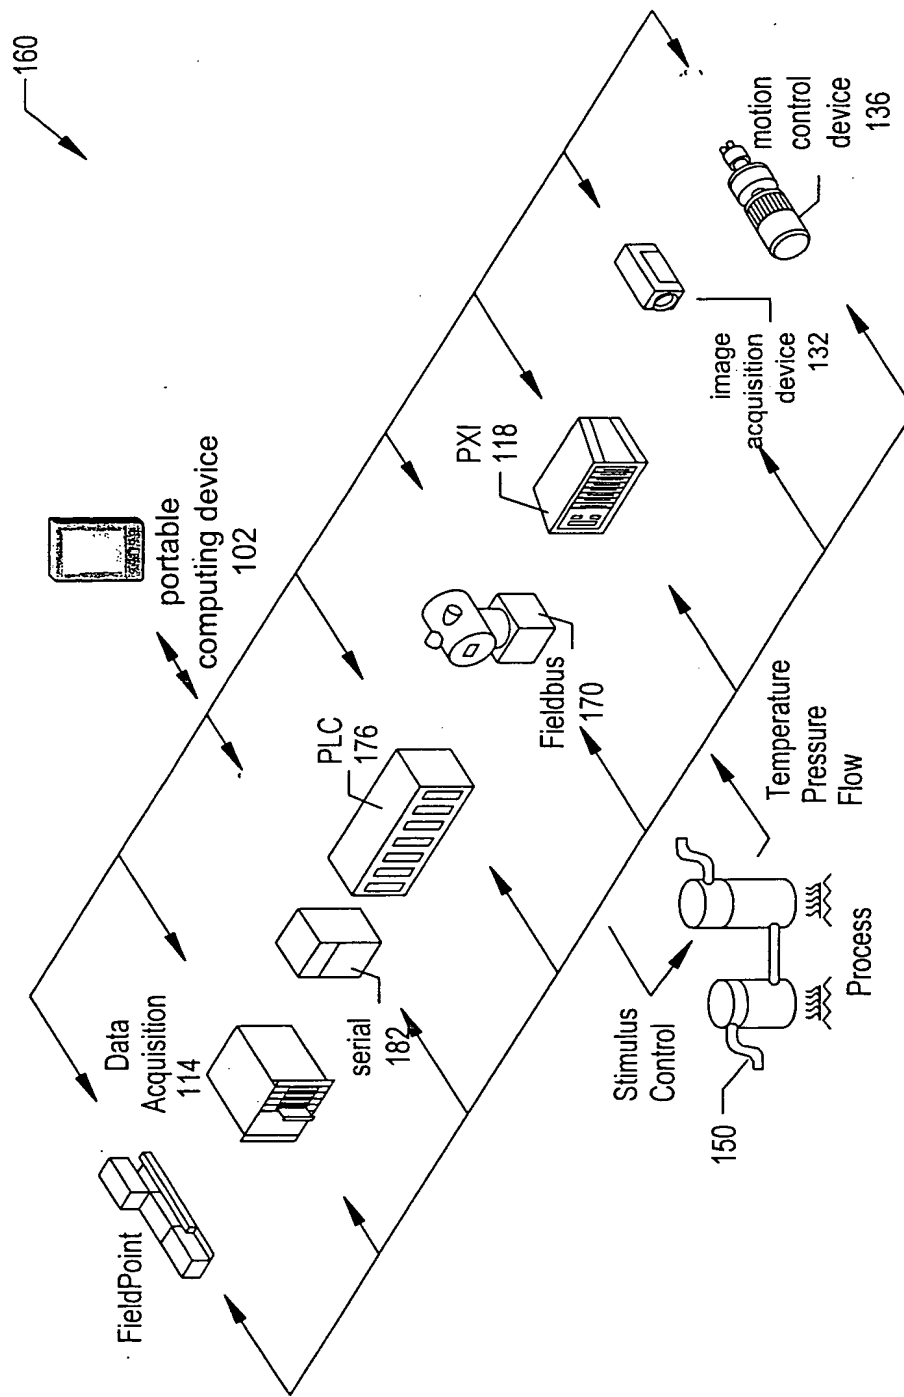 160
portable
computing device
102
FieldPoint
Data
Acquisition
114
serial
182
PLC
176
Fieldbus
170
PXI
118
image
acquisition
device
132
motion
control
device
136
Stimulus
Control
150
Process
Temperature
Pressure
Flow